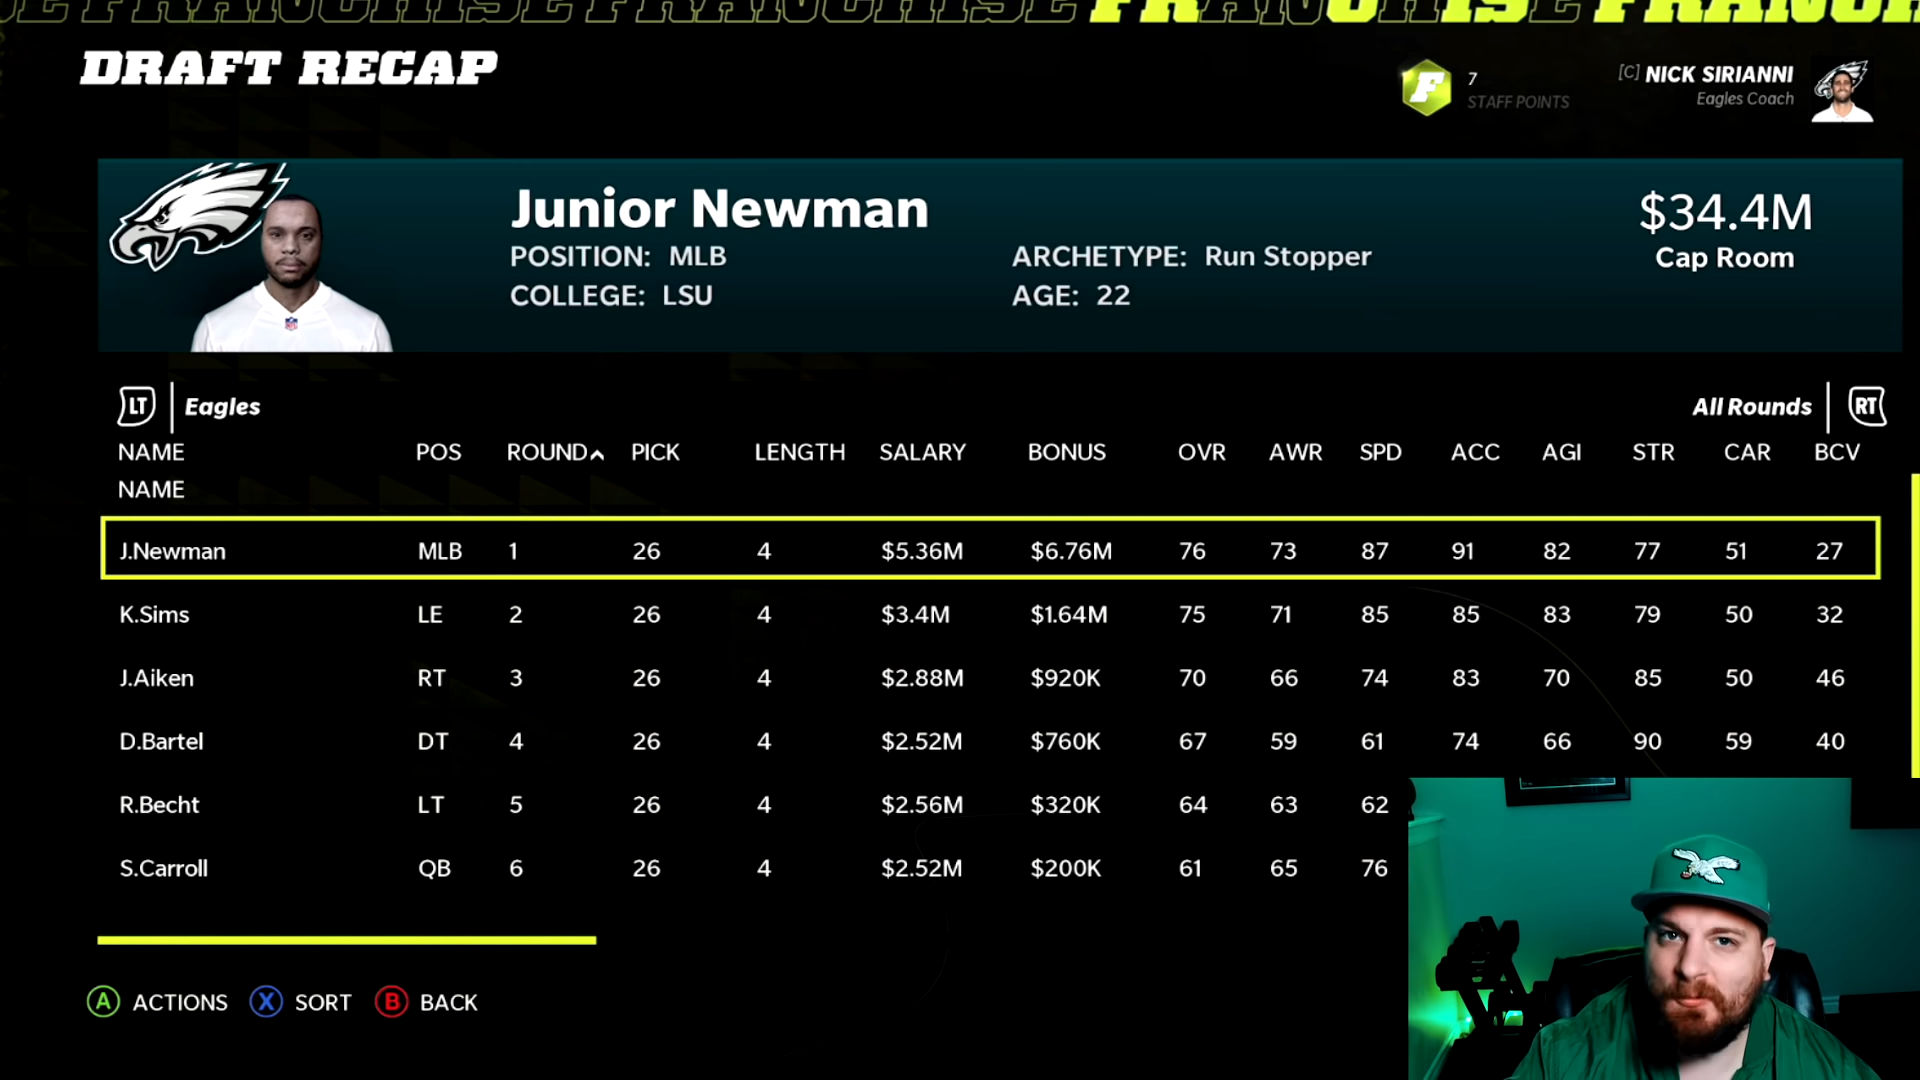 FRANCHISE FRANCHISE FRANCHISE FRANCH
DRAFT RECAP
7
STAFF POINTS
[C] NICK SIRIANNI
Eagles Coach
Junior Newman
POSITION: MLB
ARCHETYPE: Run Stopper
COLLEGE: LSU
AGE: 22
$34.4M
Cap Room
LT Eagles
All Rounds RT
NAME POS ROUND PICK LENGTH SALARY BONUS OVR AWR SPD ACC AGI STR CAR BCV
NAME
J.Newman MLB 1 26 4 $5.36M $6.76M 76 73 87 91 82 77 51 27
K.Sims LE 2 26 4 $3.4M $1.64M 75 71 85 85 83 79 50 32
J.Aiken RT 3 26 4 $2.88M $920K 70 66 74 83 70 85 50 46
D.Bartel DT 4 26 4 $2.52M $760K 67 59 61 74 66 90 59 40
R.Becht LT 5 26 4 $2.56M $320K 64 63 62
S.Carroll QB 6 26 4 $2.52M $200K 61 65 76
A ACTIONS X SORT B BACK